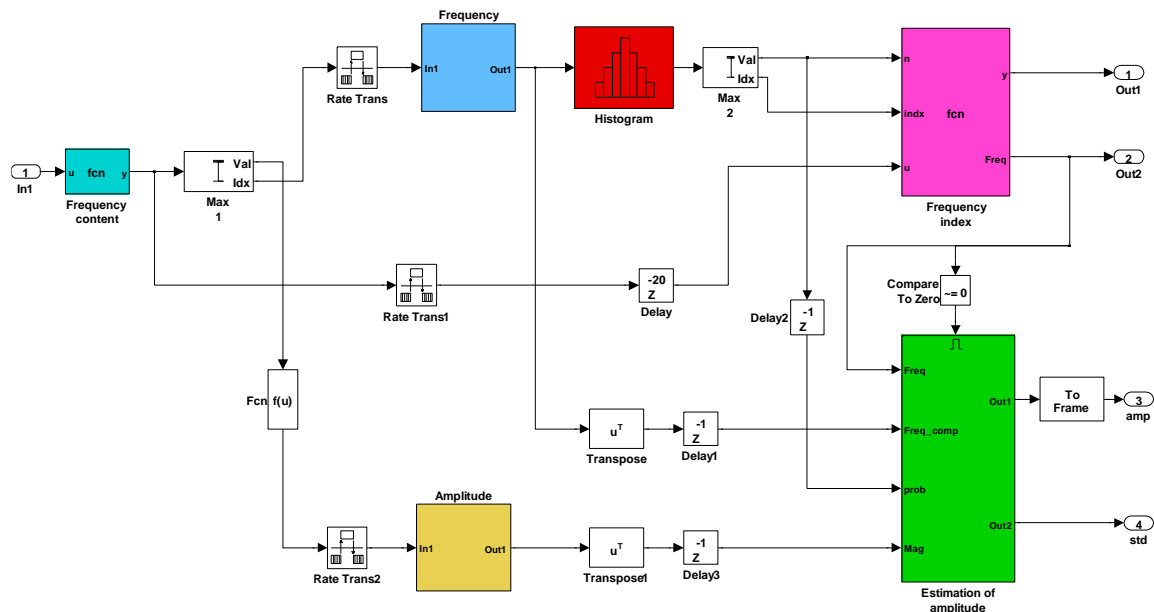 Frequency
In1
Out1
Rate Trans
Histogram
Val
Idx
Max
2
n
indx
u
fcn
y
Freq
Frequency
index
1
Out1
2
Out2
1
In1
u
fcn
y
Frequency
content
Val
Idx
Max
1
Rate Trans1
-20
Z
Delay
Compare
To Zero
~= 0
Delay2
-1
Z
Fcn
f(u)
Freq
Freq_comp
prob
Mag
Out1
Out2
Estimation of
amplitude
To
Frame
3
amp
4
std
uT
Transpose
-1
Z
Delay1
Amplitude
In1
Out1
Rate Trans2
uT
Transpose1
-1
Z
Delay3